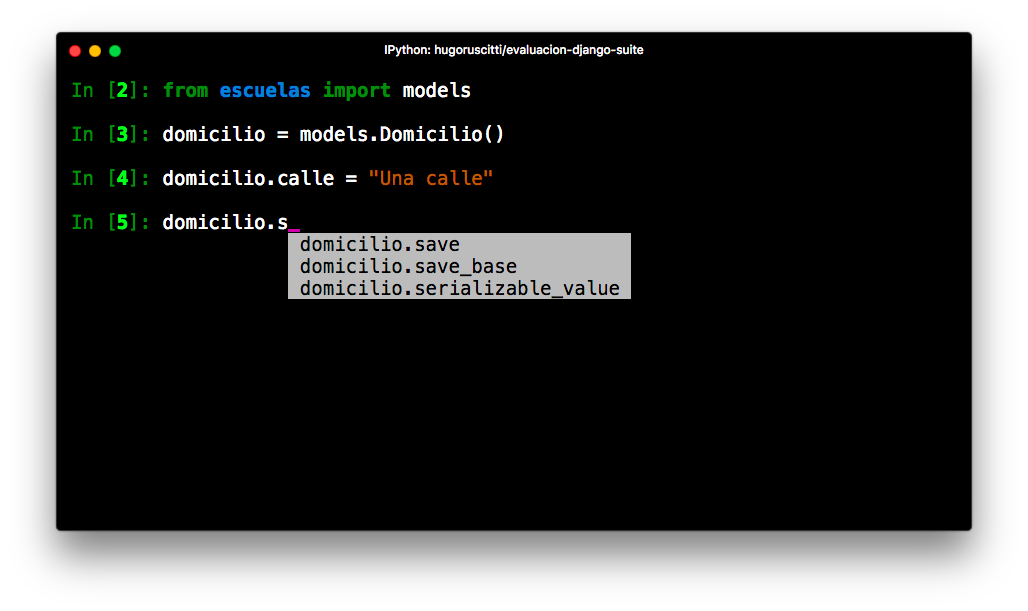 IPython: hugoruscitti/evaluacion-django-suite
In [2]: from escuelas import models
In [3]: domicilio = models.Domicilio()
In [4]: domicilio.calle = "Una calle"
In [5]: domicilio.s_
domicilio.save
domicilio.save_base
domicilio.serializable_value